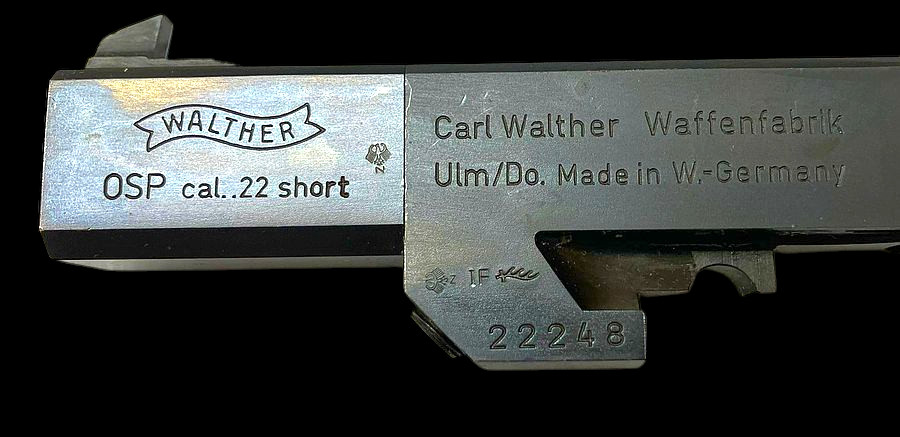 WALTHER
OSP cal..22 short
Carl Walther Waffenfabrik
Ulm/Do. Made in W.-Germany
N
N IF
22248